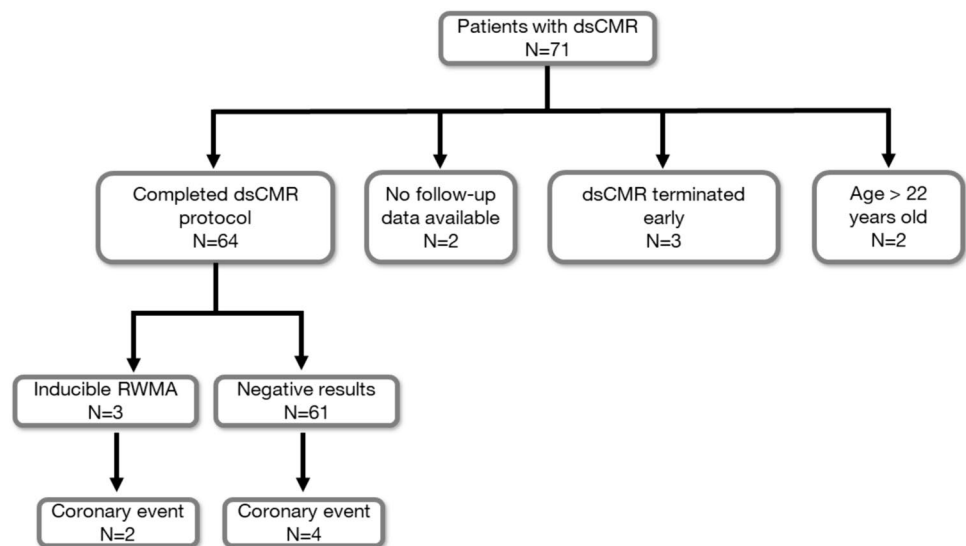 Patients with dsCMR
N=71
Completed dsCMR
protocol
N=64
No follow-up
data available
N=2
dsCMR terminated
early
N=3
Age > 22
years old
N=2
Inducible RWMA
N=3
Negative results
N=61
Coronary event
N=2
Coronary event
N=4